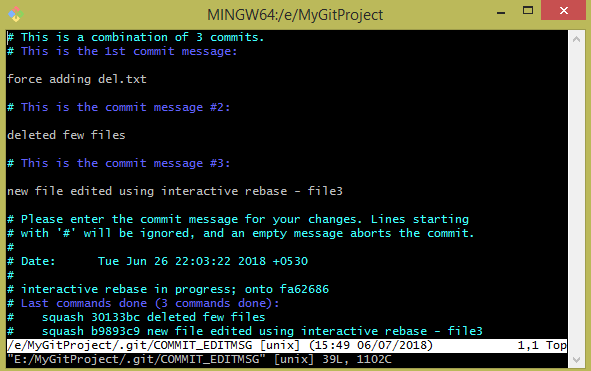 MINGW64:/e/MyGitProject
# This is a combination of 3 commits.
# This is the 1st commit message:
force adding del.txt
# This is the commit message #2:
deleted few files
# This is the commit message #3:
new file edited using interactive rebase - file3
# Please enter the commit message for your changes. Lines starting
# with '#' will be ignored, and an empty message aborts the commit.
#
# Date:      Tue Jun 26 22:03:22 2018 +0530
#
# interactive rebase in progress; onto fa62686
# Last commands done (3 commands done):
#    squash 30133bc deleted few files
#    squash b9893c9 new file edited using interactive rebase - file3
/e/MyGitProject/.git/COMMIT_EDITMSG [unix] (15:49 06/07/2018)          1,1 Top
"E:/MyGitProject/.git/COMMIT_EDITMSG" [unix] 39L, 1102C